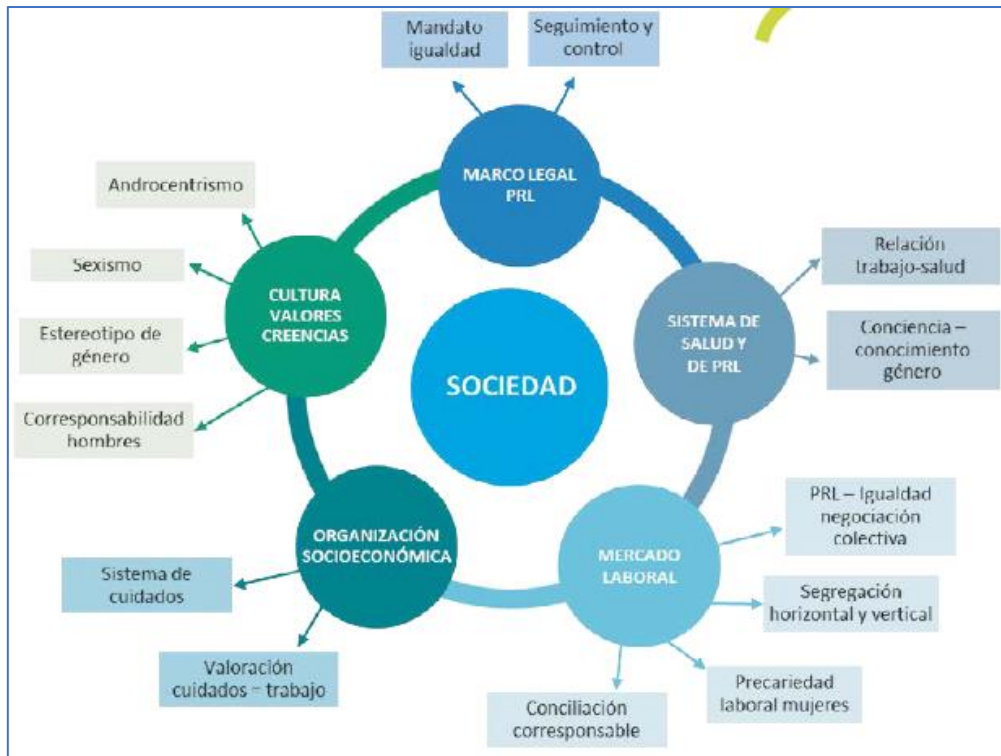 Mandato
igualdad
Seguimiento y
control
MARCO LEGAL
PRL
Androcentrismo
Sexismo
Estereotipo de
género
Corresponsabilidad
hombres
CULTURA
VALORES
CREENCIAS
SOCIEDAD
SISTEMA DE
SALUD Y
DE PRL
Relación
trabajo-salud
Conciencia –
conocimiento
género
ORGANIZACIÓN
SOCIOECONÓMICA
Sistema de
cuidados
Valoración
cuidados = trabajo
MERCADO
LABORAL
PRL – Igualdad
negociación
colectiva
Segregación
horizontal y vertical
Precariedad
laboral mujeres
Conciliación
corresponsable